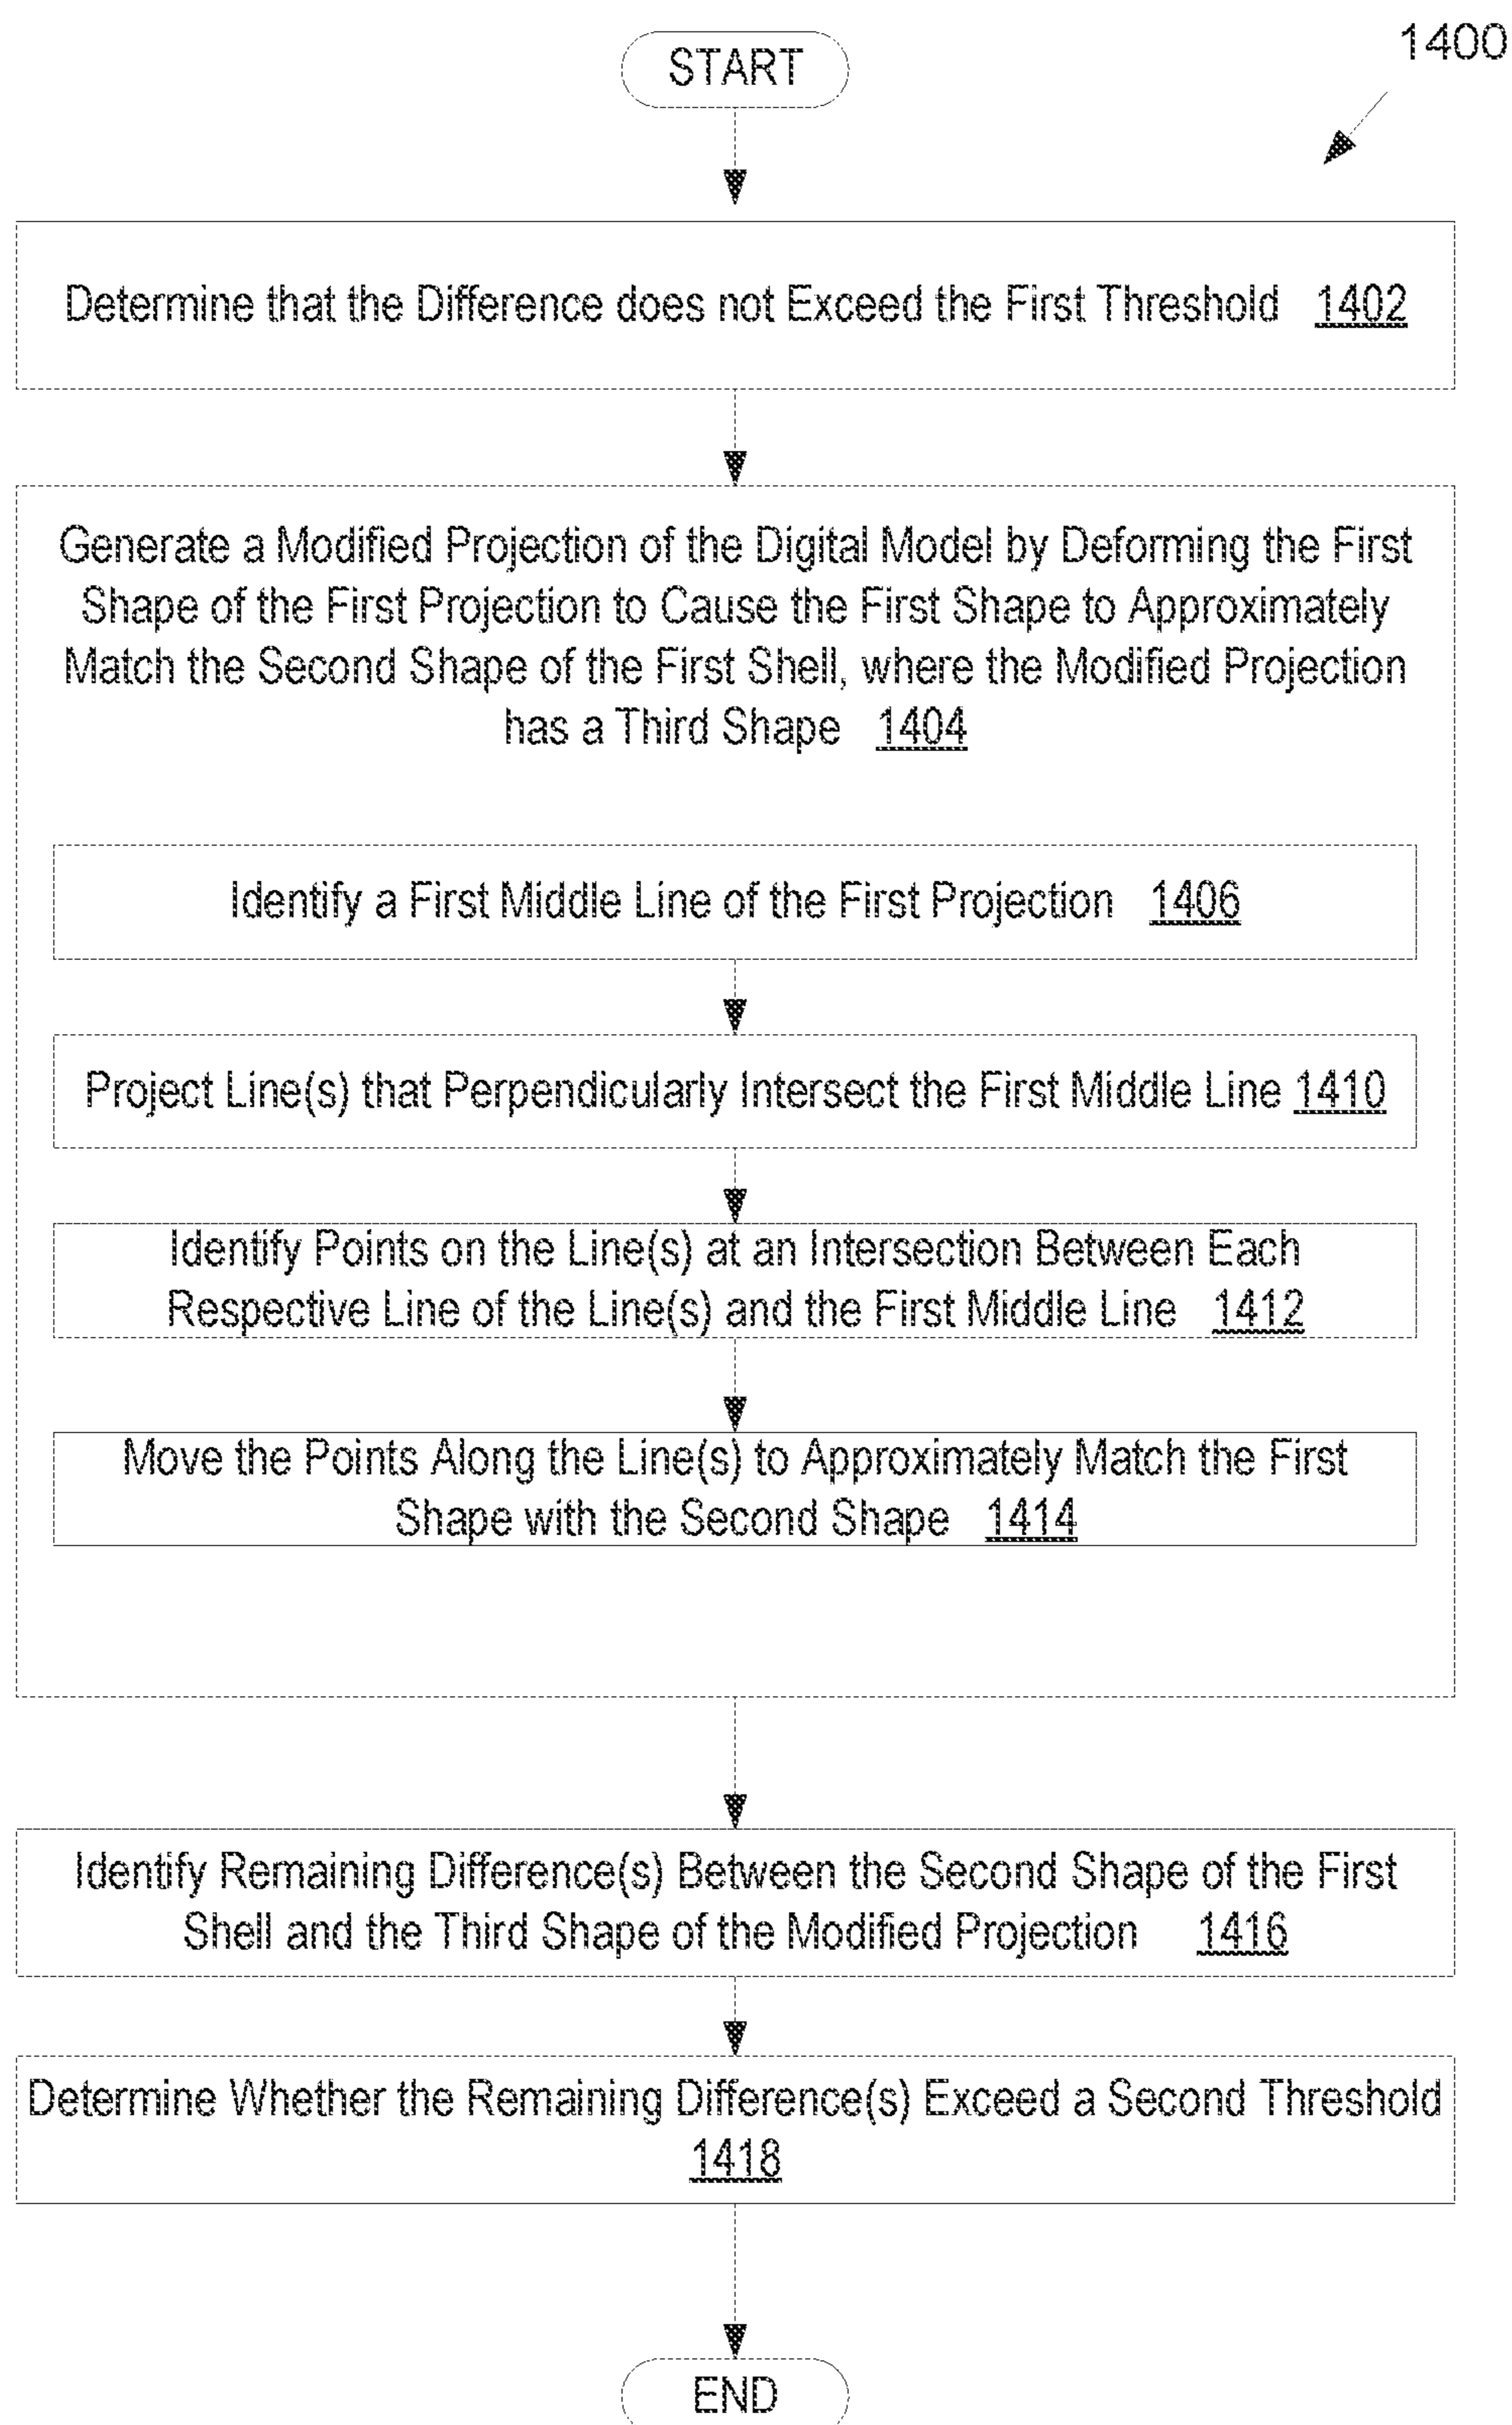 1400
START
Determine that the Difference does not Exceed the First Threshold 1402
Generate a Modified Projection of the Digital Model by Deforming the First
Shape of the First Projection to Cause the First Shape to Approximately
Match the Second Shape of the First Shell, where the Modified Projection
has a Third Shape 1404
Identify a First Middle Line of the First Projection 1406
Project Line(s) that Perpendicularly Intersect the First Middle Line 1410
Identify Points on the Line(s) at an Intersection Between Each
Respective Line of the Line(s) and the First Middle Line 1412
Move the Points Along the Line(s) to Approximately Match the First
Shape with the Second Shape 1414
Identify Remaining Difference(s) Between the Second Shape of the First
Shell and the Third Shape of the Modified Projection 1416
Determine Whether the Remaining Difference(s) Exceed a Second Threshold
1418
END